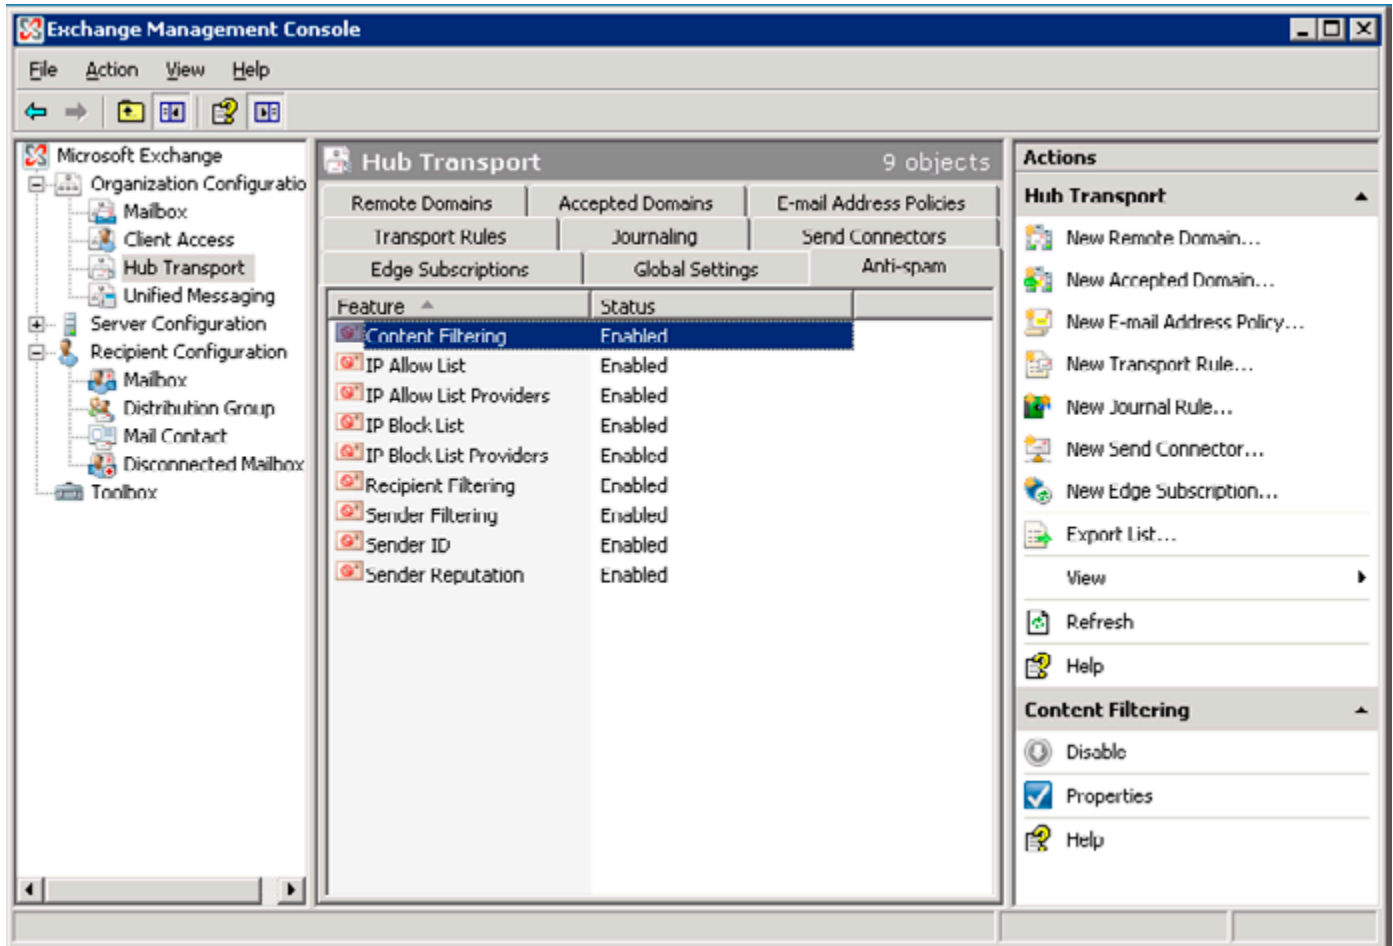 Exchange Management Console
File Action View Help
Microsoft Exchange
Organization Configuratio
Mailbox
Client Access
Hub Transport
Unified Messaging
Server Configuration
Recipient Configuration
Mailbox
Distribution Group
Mail Contact
Disconnected Mailbox
Toolbox
Hub Transport 9 objects
Remote Domains Accepted Domains E-mail Address Policies
Transport Rules Journaling Send Connectors
Edge Subscriptions Global Settings Anti-spam
Feature Status
Content Filtering Enabled
IP Allow List Enabled
IP Allow List Providers Enabled
IP Block List Enabled
IP Block List Providers Enabled
Recipient Filtering Enabled
Sender Filtering Enabled
Sender ID Enabled
Sender Reputation Enabled
Actions
Hub Transport
New Remote Domain...
New Accepted Domain...
New E-mail Address Policy...
New Transport Rule...
New Journal Rule...
New Send Connector...
New Edge Subscription...
Export List...
View
Refresh
Help
Content Filtering
Disable
Properties
Help